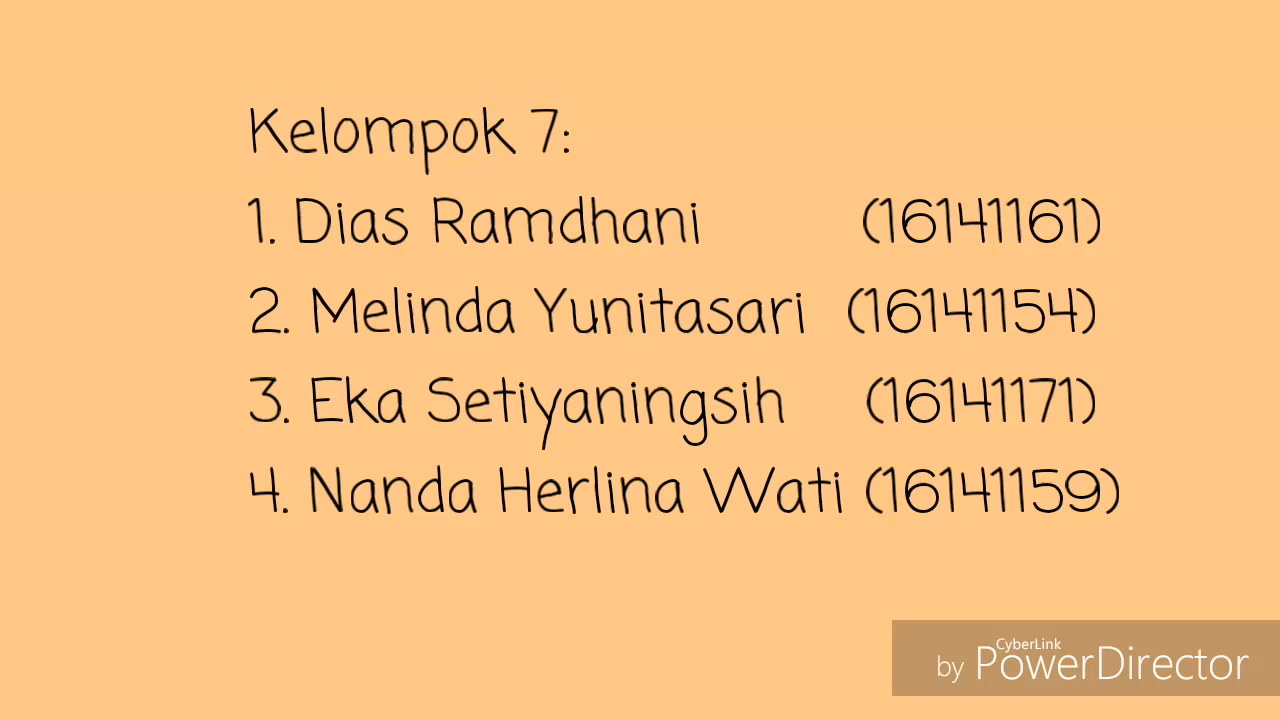 Kelompok 7:
1. Dias Ramdhani (16141161)
2. Melinda Yunitasari (16141154)
3. Eka Setiyaningsih (16141171)
4. Nanda Herlina Wati (16141159)
CyberLink
by PowerDirector